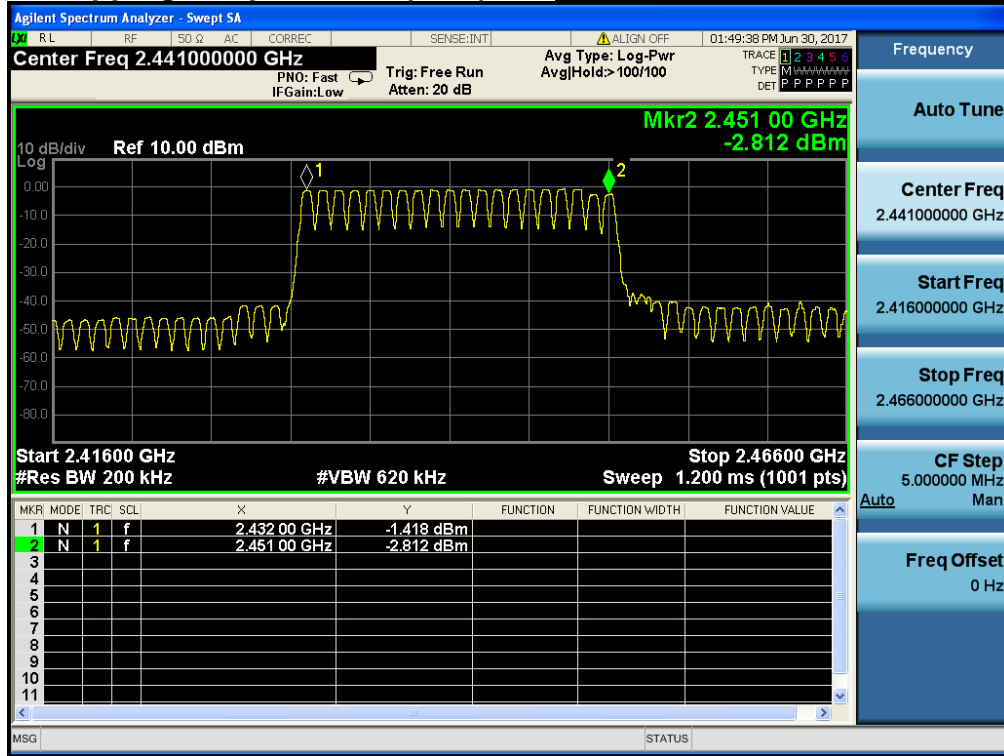 Agilent Spectrum Analyzer - Swept SA
LXI RL RF 50 Ω AC CORREC SENSE:INT ALIGN OFF 01:49:38 PM Jun 30, 2017
Center Freq 2.441000000 GHz
PNO: Fast
IFGain:Low
Trig: Free Run
Atten: 20 dB
Avg Type: Log-Pwr
Avg|Hold:>100/100
TRACE 1 2 3 4 5 6
TYPE M
DET P P P P P P
Mkr2 2.451 00 GHz
-2.812 dBm
10 dB/div Ref 10.00 dBm
Log
1
2
0.00
-10.0
-20.0
-30.0
-40.0
-50.0
-60.0
-70.0
-80.0
Start 2.41600 GHz Stop 2.46600 GHz
#Res BW 200 kHz #VBW 620 kHz Sweep 1.200 ms (1001 pts)
MKR MODE TRC SCL X Y FUNCTION FUNCTION WIDTH FUNCTION VALUE
1 N 1 f 2.432 00 GHz -1.418 dBm
2 N 1 f 2.451 00 GHz -2.812 dBm
3
4
5
6
7
8
9
10
11
MSG STATUS
Frequency
Auto Tune
Center Freq
2.441000000 GHz
Start Freq
2.416000000 GHz
Stop Freq
2.466000000 GHz
CF Step
5.000000 MHz
Auto Man
Freq Offset
0 Hz